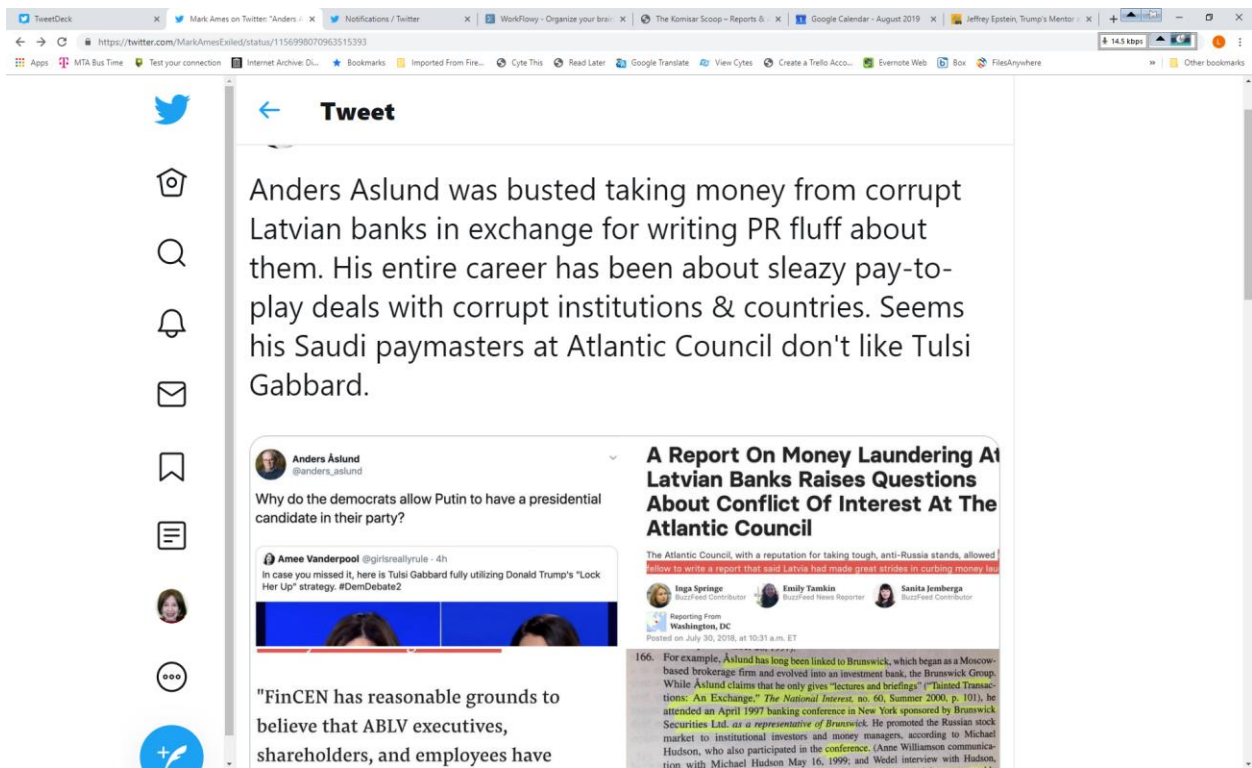 TweetDeck
Mark Ames on Twitter: "Anders A
Notifications / Twitter
WorkFlowy - Organize your brain
The Komisar Scoop – Reports &
Google Calendar - August 2019
Jeffrey Epstein, Trump's Mentor
https://twitter.com/MarkAmesExiled/status/1156998070963515393
14.5 kbps
Apps
MTA Bus Time
Test your connection
Internet Archive: Di...
Bookmarks
Imported From Fire...
Cyte This
Read Later
Google Translate
View Cytes
Create a Trello Acco...
Evernote Web
Box
FilesAnywhere
Other bookmarks
Tweet
Anders Aslund was busted taking money from corrupt
Latvian banks in exchange for writing PR fluff about
them. His entire career has been about sleazy pay-to-
play deals with corrupt institutions & countries. Seems
his Saudi paymasters at Atlantic Council don't like Tulsi
Gabbard.
Anders Åslund
@anders_aslund
Why do the democrats allow Putin to have a presidential
candidate in their party?
Amee Vanderpool @girlsreallyrule · 4h
In case you missed it, here is Tulsi Gabbard fully utilizing Donald Trump's "Lock
Her Up" strategy. #DemDebate2
A Report On Money Laundering At
Latvian Banks Raises Questions
About Conflict Of Interest At The
Atlantic Council
The Atlantic Council, with a reputation for taking tough, anti-Russia stands, allowed
fellow to write a report that said Latvia had made great strides in curbing money lau
Inga Springe
BuzzFeed Contributor
Emily Tamkin
BuzzFeed News Reporter
Sanita Jemberga
BuzzFeed Contributor
Reporting From
Washington, DC
Posted on July 30, 2018, at 10:31 a.m. ET
"FinCEN has reasonable grounds to
believe that ABLV executives,
shareholders, and employees have
166. For example, Åslund has long been linked to Brunswick, which began as a Moscow-
based brokerage firm and evolved into an investment bank, the Brunswick Group.
While Åslund claims that he only gives "lectures and briefings" ("Tainted Transac-
tions: An Exchange," The National Interest, no. 60, Summer 2000, p. 101), he
attended an April 1997 banking conference in New York sponsored by Brunswick
Securities Ltd. as a representative of Brunswick. He promoted the Russian stock
market to institutional investors and money managers, according to Michael
Hudson, who also participated in the conference. (Anne Williamson communica-
tion with Michael Hudson May 16, 1999; and Wedel interview with Hudson,